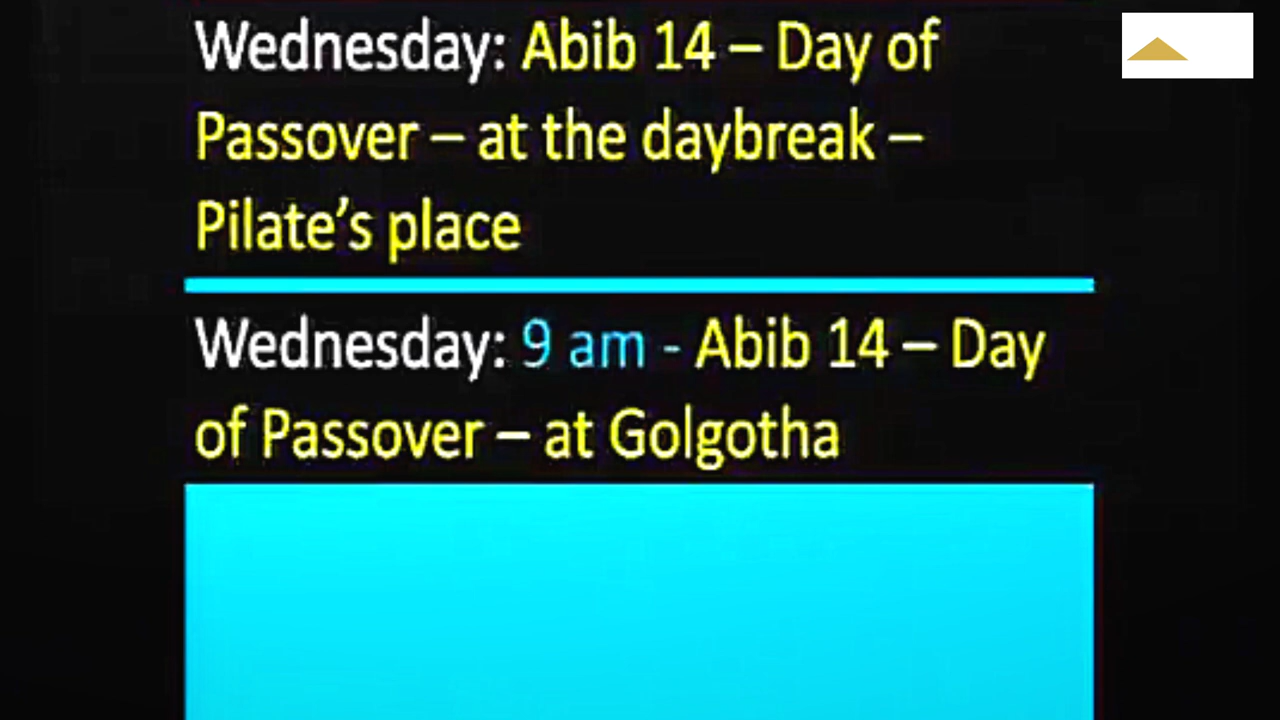 Wednesday: Abib 14 – Day of
Passover – at the daybreak –
Pilate’s place
Wednesday: 9 am - Abib 14 – Day
of Passover – at Golgotha